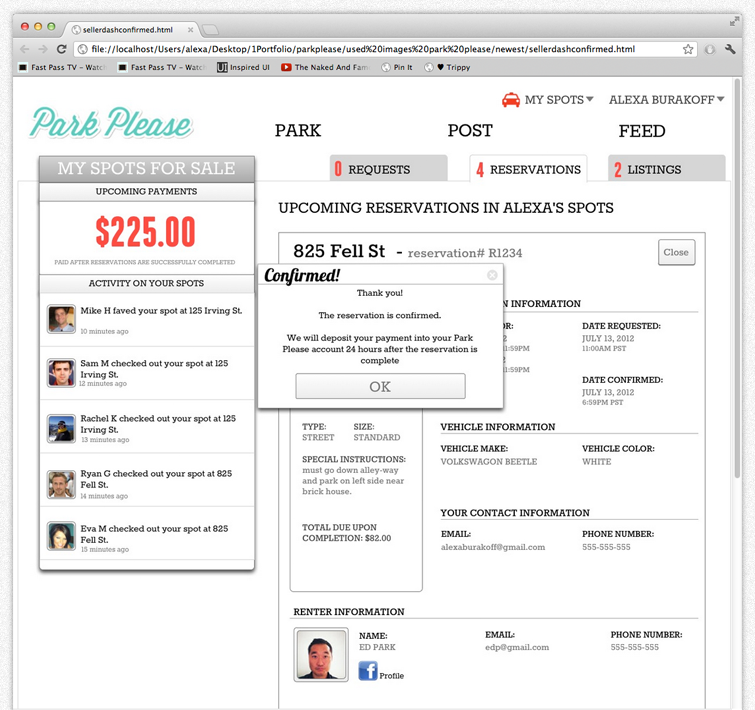 sellerdashconfirmed.html
file://localhost/Users/alexa/Desktop/1Portfolio/parkplease/used%20images%20park%20please/newest/sellerdashconfirmed.html
Fast Pass TV - Watch
Fast Pass TV - Watch
UI Inspired UI
The Naked And Fam
Pin It
♥ Trippy
Park Please
MY SPOTS
ALEXA BURAKOFF
PARK
POST
FEED
MY SPOTS FOR SALE
UPCOMING PAYMENTS
$225.00
PAID AFTER RESERVATIONS ARE SUCCESSFULLY COMPLETED
ACTIVITY ON YOUR SPOTS
Mike H faved your spot at 125 Irving St.
10 minutes ago
Sam M checked out your spot at 125
Irving St.
12 minutes ago
Rachel K checked out your spot at 125
Irving St.
13 minutes ago
Ryan G checked out your spot at 825
Fell St.
14 minutes ago
Eva M checked out your spot at 825
Fell St.
15 minutes ago
0 REQUESTS
4 RESERVATIONS
2 LISTINGS
UPCOMING RESERVATIONS IN ALEXA'S SPOTS
825 Fell St - reservation# R1234
Close
Confirmed!
Thank you!
The reservation is confirmed.
We will deposit your payment into your Park
Please account 24 hours after the reservation is
complete
OK
N INFORMATION
OR:
2
1:59PM
2
:59PM
DATE REQUESTED:
JULY 13, 2012
11:00AM PST
DATE CONFIRMED:
JULY 13, 2012
6:59PM PST
TYPE:
STREET
SIZE:
STANDARD
SPECIAL INSTRUCTIONS:
must go down alley-way
and park on left side near
brick house.
TOTAL DUE UPON
COMPLETION: $82.00
VEHICLE INFORMATION
VEHICLE MAKE:
VOLKSWAGON BEETLE
VEHICLE COLOR:
WHITE
YOUR CONTACT INFORMATION
EMAIL:
alexaburakoff@gmail.com
PHONE NUMBER:
555-555-555
RENTER INFORMATION
NAME:
ED PARK
Profile
EMAIL:
edp@gmail.com
PHONE NUMBER:
555-555-555